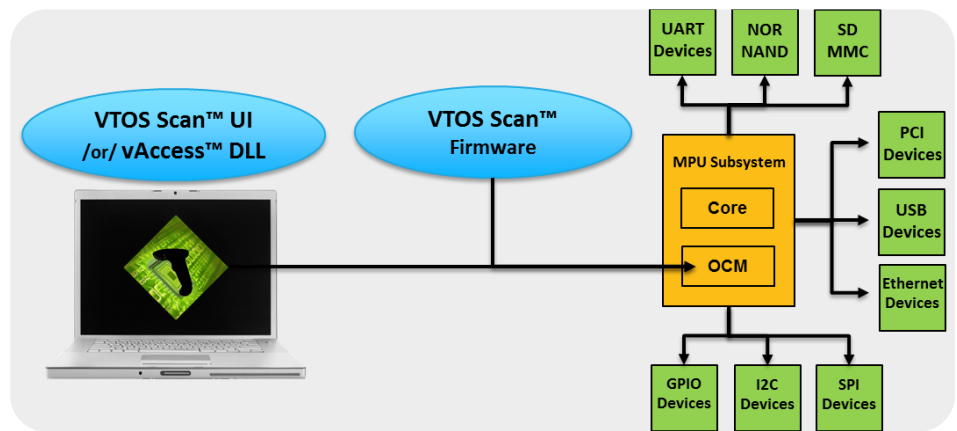 VTOS Scan™ UI
/or/ vAccess™ DLL
VTOS Scan™
Firmware
UART
Devices
NOR
NAND
SD
MMC
MPU Subsystem
Core
OCM
PCI
Devices
USB
Devices
Ethernet
Devices
GPIO
Devices
I2C
Devices
SPI
Devices